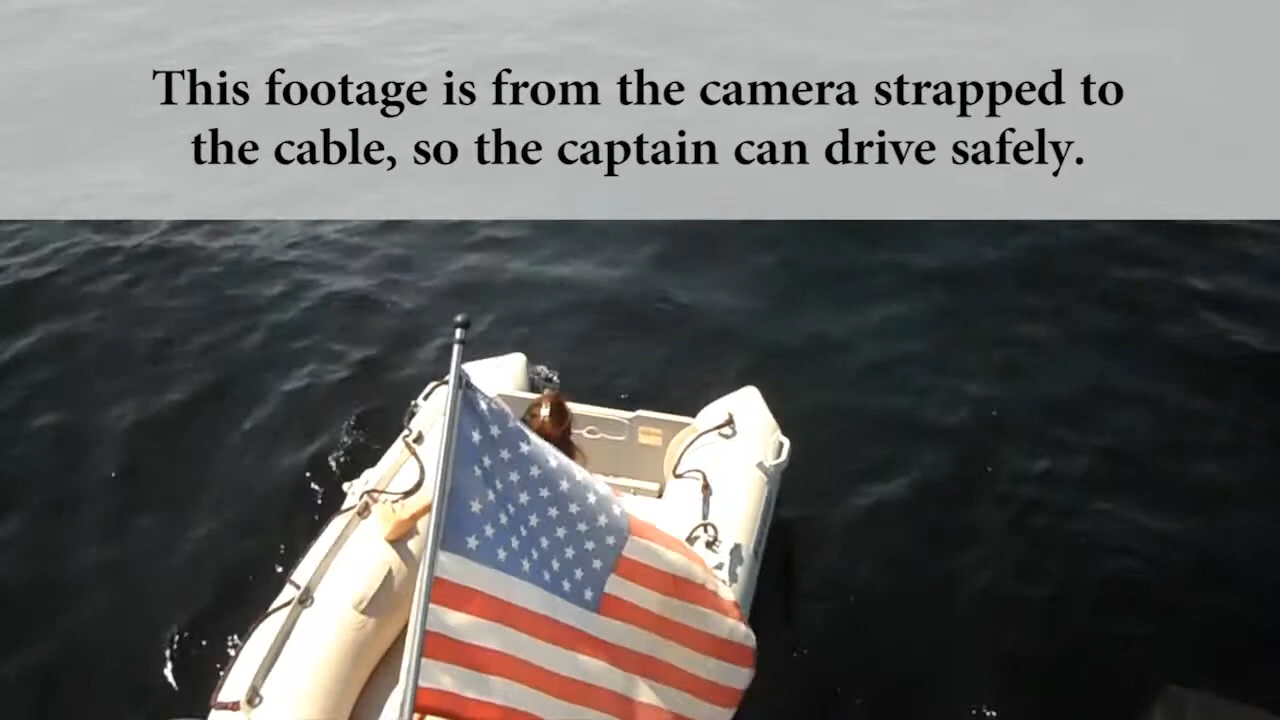 This footage is from the camera strapped to
the cable, so the captain can drive safely.